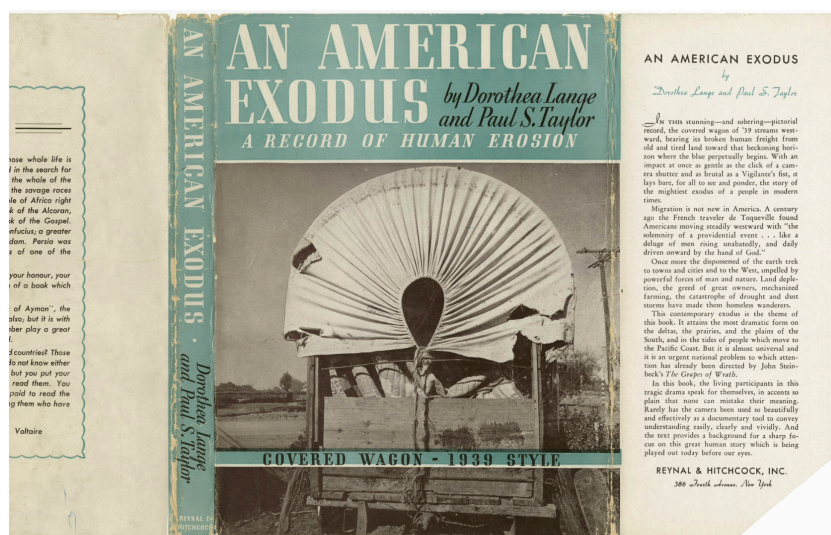 hose whole life is
in the search for
the whole of the
the savage races
le of Africa right
k of the Alcoran,
k of the Gospel.
nfucius; a greater
dam. Persia was
s of one of the
your honour, your
of a book which
of Aymon", the
also; but it is with
ber play a great
l.
d countries? Those
do not know either
but you put your
read them. You
paid to read the
g them who have
Voltaire
AN AMERICAN EXODUS · Dorothea Lange
and Paul S. Taylor
REYNAL &
HITCHCOCK
AN AMERICAN
EXODUS by Dorothea Lange
and Paul S. Taylor
A RECORD OF HUMAN EROSION
COVERED WAGON - 1939 STYLE
AN AMERICAN EXODUS
by
Dorothea Lange and Paul S. Taylor
IN THIS stunning—and sobering—pictorial
record, the covered wagon of '39 streams west-
ward, bearing its broken human freight from
old and tired land toward that beckoning hori-
zon where the blue perpetually begins. With an
impact at once as gentle as the click of a cam-
era shutter and as brutal as a Vigilante's fist, it
lays bare, for all to see and ponder, the story of
the mightiest exodus of a people in modern
times.
Migration is not new in America. A century
ago the French traveler de Toqueville found
Americans moving steadily westward with "the
solemnity of a providential event . . . like a
deluge of men rising unabatedly, and daily
driven onward by the hand of God."
Once more the dispossessed of the earth trek
to towns and cities and to the West, impelled by
powerful forces of man and nature. Land deple-
tion, the greed of great owners, mechanized
farming, the catastrophe of drought and dust
storms have made them homeless wanderers.
This contemporary exodus is the theme of
this book. It attains the most dramatic form on
the deltas, the prairies, and the plains of the
South, and in the tides of people which move to
the Pacific Coast. But it is almost universal and
it is an urgent national problem to which atten-
tion has already been directed by John Stein-
beck's The Grapes of Wrath.
In this book, the living participants in this
tragic drama speak for themselves, in accents so
plain that none can mistake their meaning.
Rarely has the camera been used so beautifully
and effectively as a documentary tool to convey
understanding easily, clearly and vividly. And
the text provides a background for a sharp fo-
cus on this great human story which is being
played out today before our eyes.
REYNAL & HITCHCOCK, INC.
386 Fourth Avenue, New York